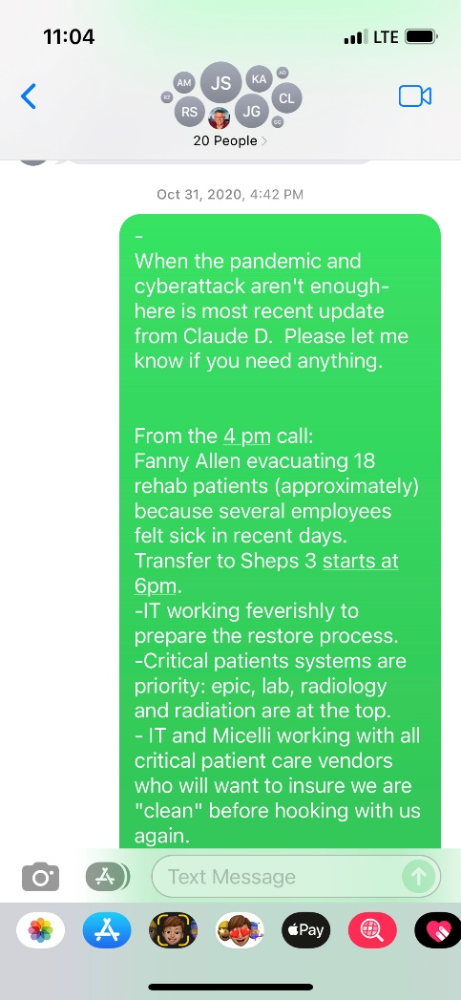 11:04
LTE
AM
JS
KA
AD
RZ
RS
JG
CL
GG
20 People
Oct 31, 2020, 4:42 PM
-
When the pandemic and
cyberattack aren't enough-
here is most recent update
from Claude D.  Please let me
know if you need anything.
From the 4 pm call:
Fanny Allen evacuating 18
rehab patients (approximately)
because several employees
felt sick in recent days.
Transfer to Sheps 3 starts at
6pm.
-IT working feverishly to
prepare the restore process.
-Critical patients systems are
priority: epic, lab, radiology
and radiation are at the top.
- IT and Micelli working with all
critical patient care vendors
who will want to insure we are
"clean" before hooking with us
again.
Text Message
Pay